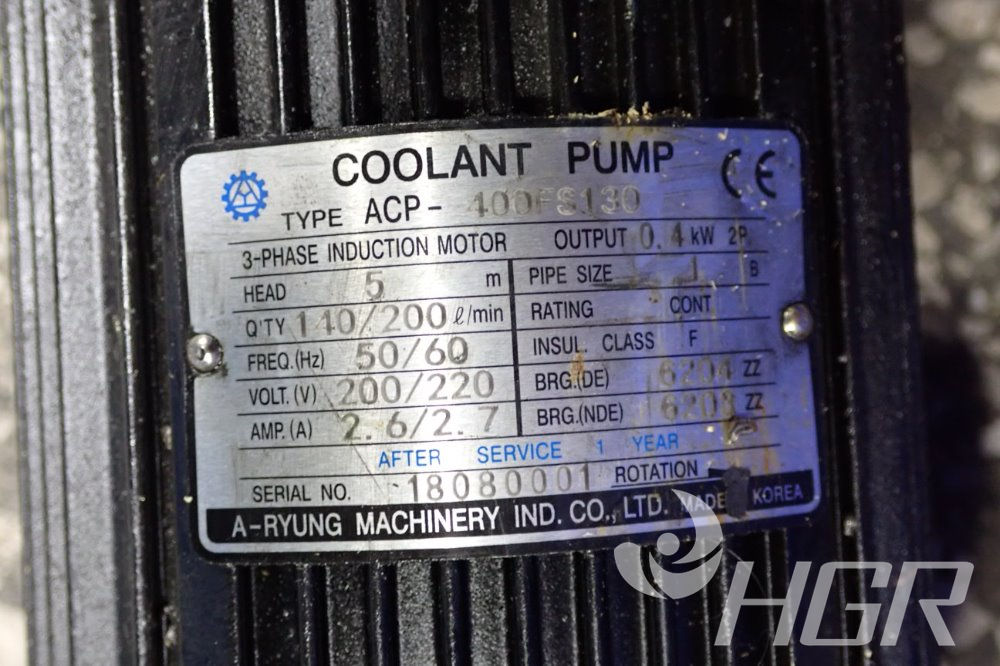 COOLANT PUMP
CE
TYPE ACP- 400FS130
3-PHASE INDUCTION MOTOR OUTPUT 0.4 kW 2P
HEAD 5 m PIPE SIZE 1 B
Q'TY 140/200 ℓ/min RATING CONT
FREQ.(Hz) 50/60 INSUL. CLASS F
VOLT. (V) 200/220 BRG.(DE) 6204 ZZ
AMP. (A) 2.6/2.7 BRG.(NDE) ZZ
AFTER SERVICE 1 YEAR
SERIAL NO. 18080001 ROTATION
A-RYUNG MACHINERY IND. CO., LTD. MADE KOREA
HGR